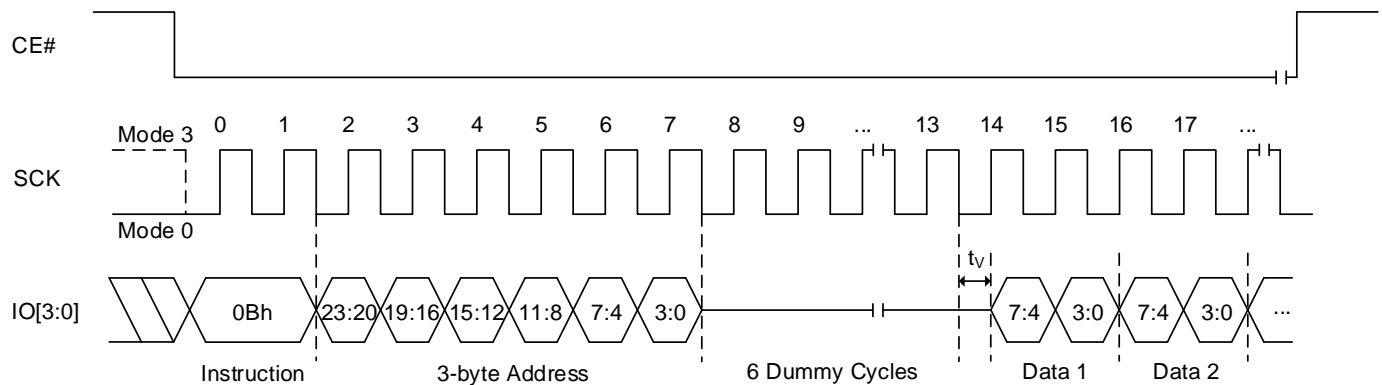 CE#
Mode 3 0 1 2 3 4 5 6 7 8 9 ... 13 14 15 16 17 ...
SCK
Mode 0
tV
IO[3:0] 0Bh 23:20 19:16 15:12 11:8 7:4 3:0 7:4 3:0 7:4 3:0 ...
Instruction 3-byte Address 6 Dummy Cycles Data 1 Data 2